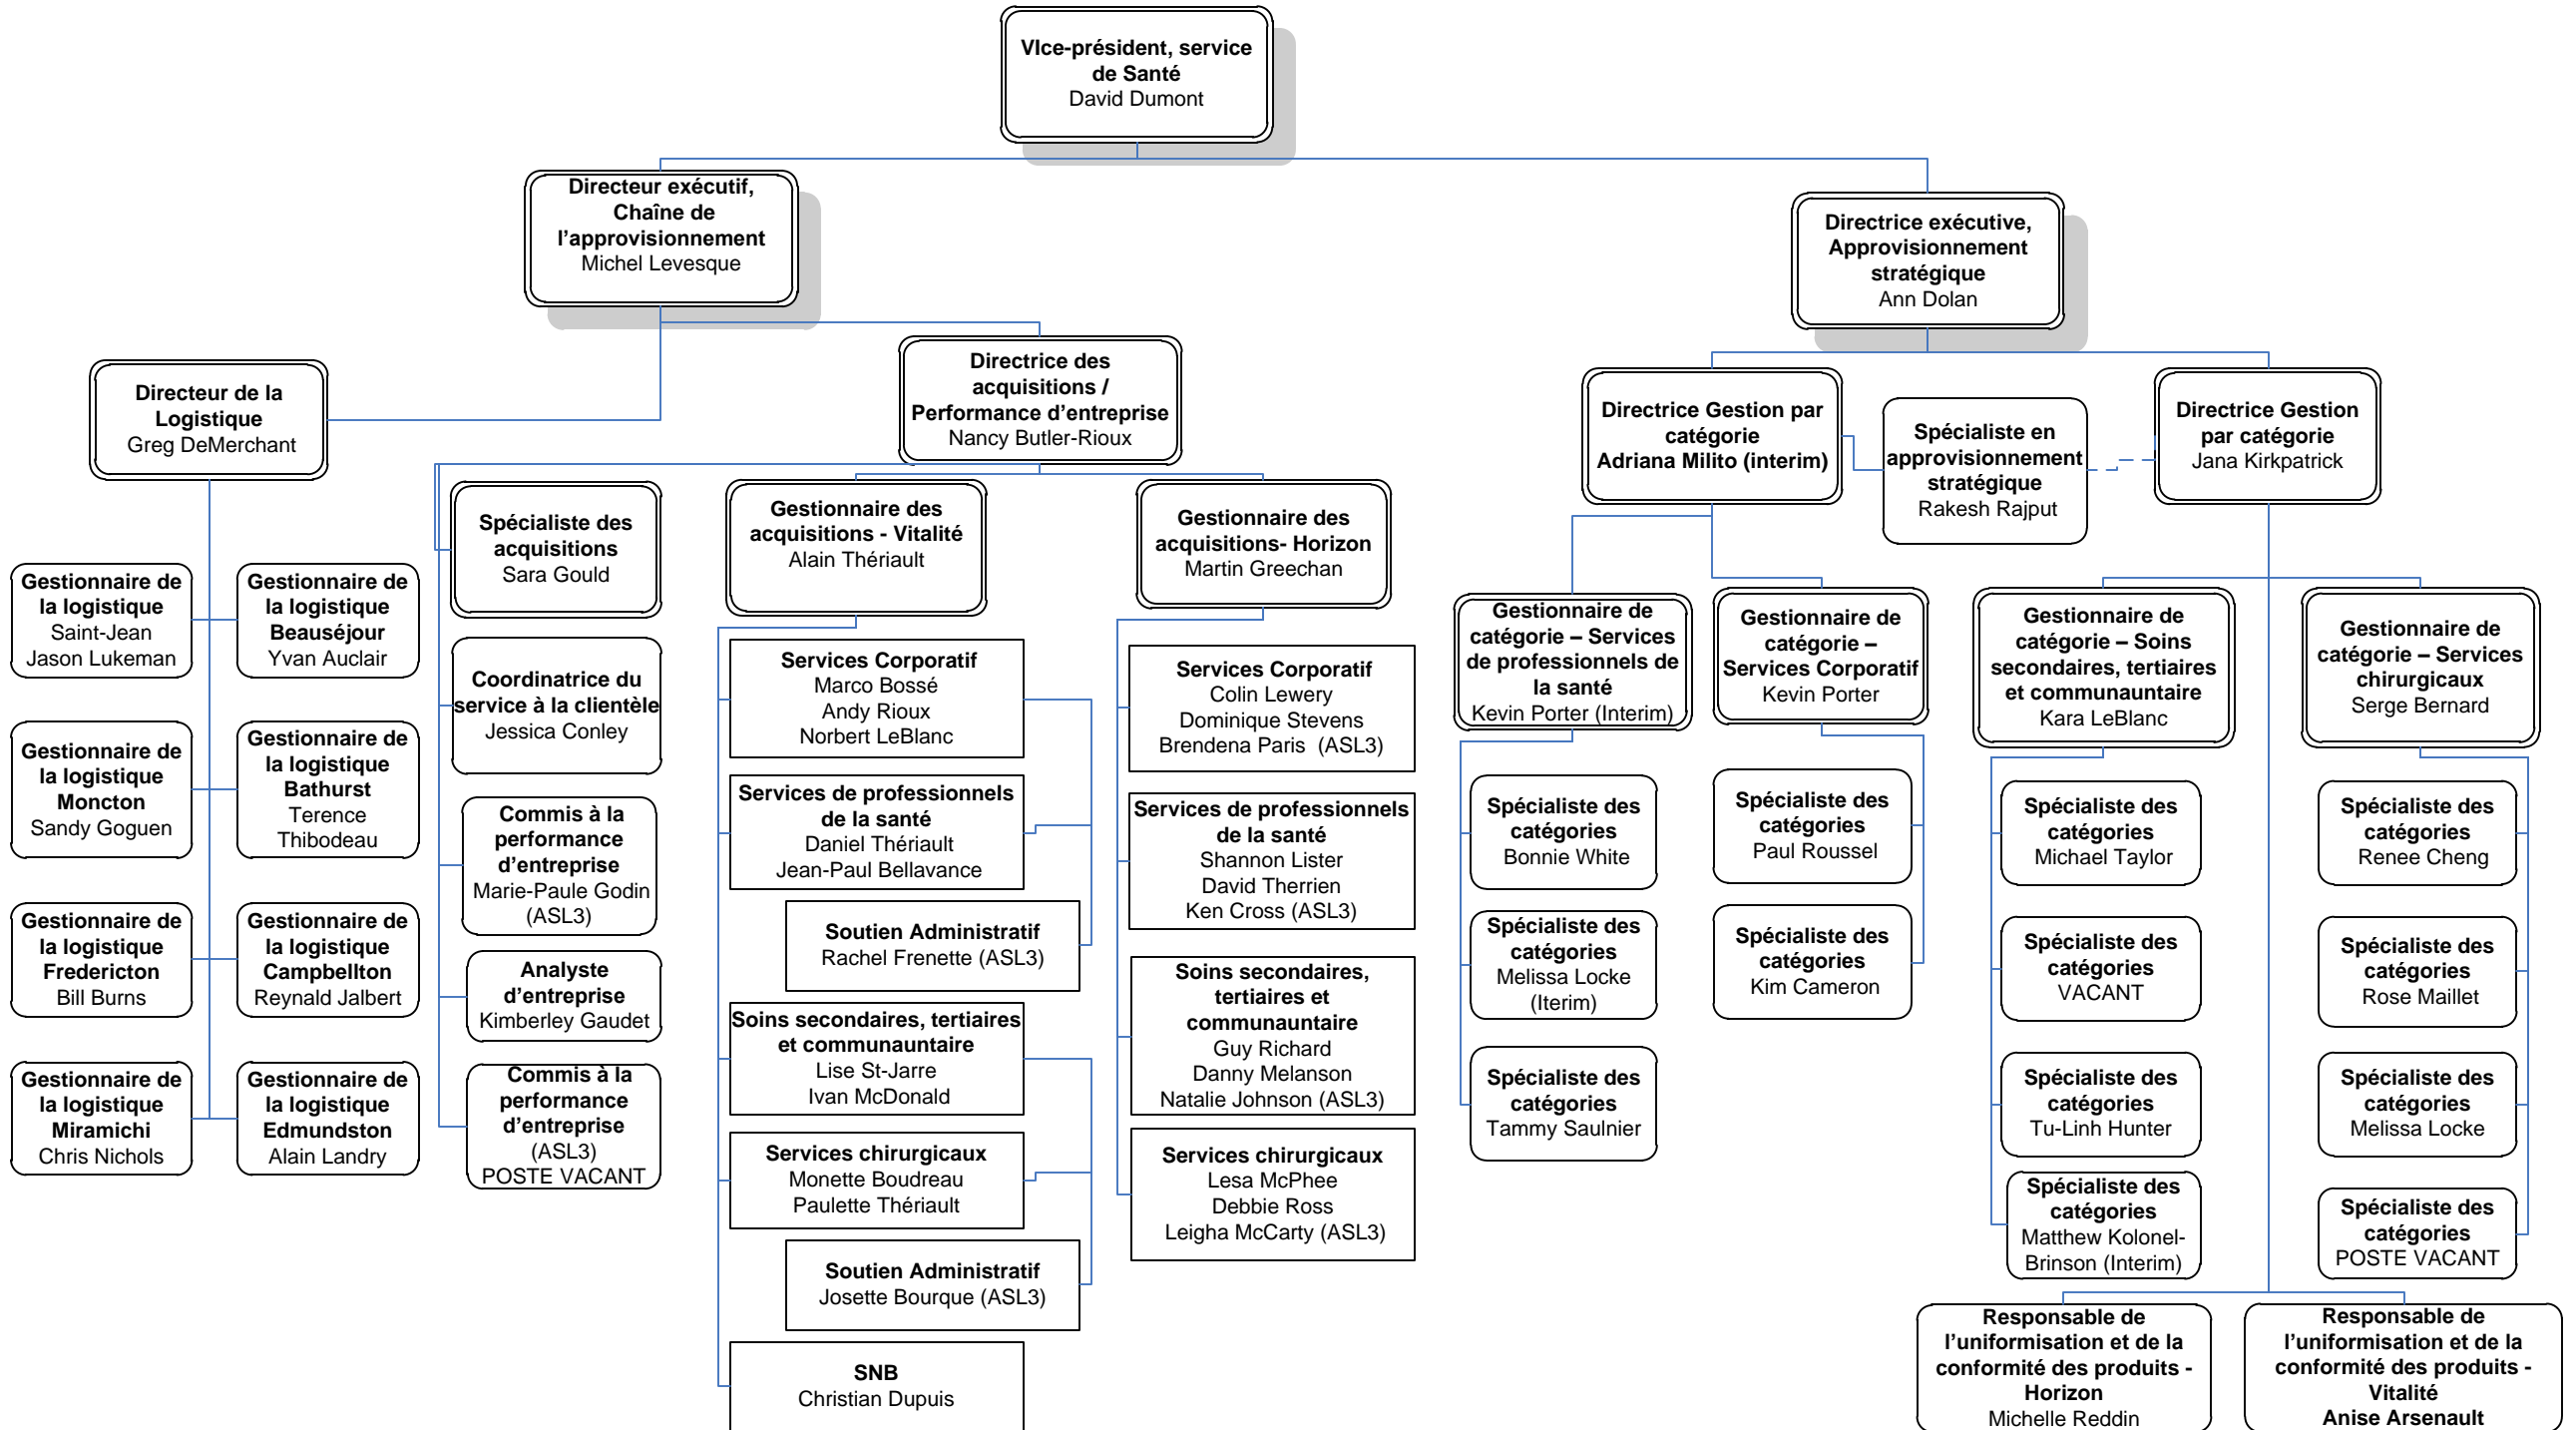 VIce-président, service
de Santé
David Dumont
Directeur exécutif,
Chaîne de
l'approvisionnement
Michel Levesque
Directrice exécutive,
Approvisionnement
stratégique
Ann Dolan
Directeur de la
Logistique
Greg DeMerchant
Directrice des
acquisitions /
Performance d'entreprise
Nancy Butler-Rioux
Directrice Gestion par
catégorie
Adriana Milito (interim)
Spécialiste en
approvisionnement
stratégique
Rakesh Rajput
Directrice Gestion
par catégorie
Jana Kirkpatrick
Gestionnaire de
la logistique
Saint-Jean
Jason Lukeman
Gestionnaire de
la logistique
Beauséjour
Yvan Auclair
Gestionnaire de
la logistique
Moncton
Sandy Goguen
Gestionnaire de
la logistique
Bathurst
Terence
Thibodeau
Gestionnaire de
la logistique
Fredericton
Bill Burns
Gestionnaire de
la logistique
Campbellton
Reynald Jalbert
Gestionnaire de
la logistique
Miramichi
Chris Nichols
Gestionnaire de
la logistique
Edmundston
Alain Landry
Spécialiste des
acquisitions
Sara Gould
Coordinatrice du
service à la clientèle
Jessica Conley
Commis à la
performance
d'entreprise
Marie-Paule Godin
(ASL3)
Analyste
d'entreprise
Kimberley Gaudet
Commis à la
performance
d'entreprise
(ASL3)
POSTE VACANT
Gestionnaire des
acquisitions - Vitalité
Alain Thériault
Services Corporatif
Marco Bossé
Andy Rioux
Norbert LeBlanc
Services de professionnels
de la santé
Daniel Thériault
Jean-Paul Bellavance
Soutien Administratif
Rachel Frenette (ASL3)
Soins secondaires, tertiaires
et communauntaire
Lise St-Jarre
Ivan McDonald
Services chirurgicaux
Monette Boudreau
Paulette Thériault
Soutien Administratif
Josette Bourque (ASL3)
SNB
Christian Dupuis
Gestionnaire des
acquisitions- Horizon
Martin Greechan
Services Corporatif
Colin Lewery
Dominique Stevens
Brendena Paris (ASL3)
Services de professionnels
de la santé
Shannon Lister
David Therrien
Ken Cross (ASL3)
Soins secondaires,
tertiaires et
communauntaire
Guy Richard
Danny Melanson
Natalie Johnson (ASL3)
Services chirurgicaux
Lesa McPhee
Debbie Ross
Leigha McCarty (ASL3)
Gestionnaire de
catégorie – Services
de professionnels de
la santé
Kevin Porter (Interim)
Spécialiste des
catégories
Bonnie White
Spécialiste des
catégories
Melissa Locke
(Iterim)
Spécialiste des
catégories
Tammy Saulnier
Gestionnaire de
catégorie –
Services Corporatif
Kevin Porter
Spécialiste des
catégories
Paul Roussel
Spécialiste des
catégories
Kim Cameron
Gestionnaire de
catégorie – Soins
secondaires, tertiaires
et communauntaire
Kara LeBlanc
Spécialiste des
catégories
Michael Taylor
Spécialiste des
catégories
VACANT
Spécialiste des
catégories
Tu-Linh Hunter
Spécialiste des
catégories
Matthew Kolonel-
Brinson (Interim)
Gestionnaire de
catégorie – Services
chirurgicaux
Serge Bernard
Spécialiste des
catégories
Renee Cheng
Spécialiste des
catégories
Rose Maillet
Spécialiste des
catégories
Melissa Locke
Spécialiste des
catégories
POSTE VACANT
Responsable de
l'uniformisation et de la
conformité des produits -
Horizon
Michelle Reddin
Responsable de
l'uniformisation et de la
conformité des produits -
Vitalité
Anise Arsenault